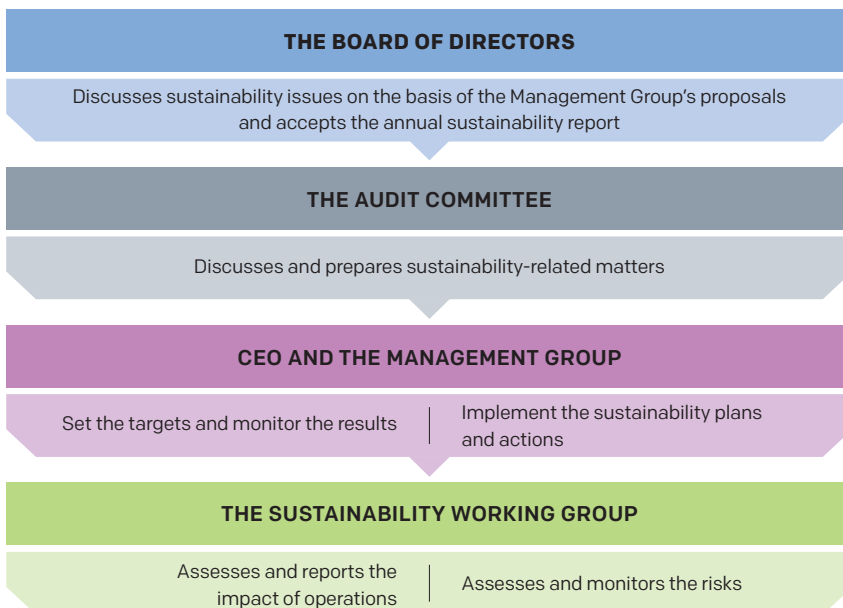 THE BOARD OF DIRECTORS
Discusses sustainability issues on the basis of the Management Group’s proposals
and accepts the annual sustainability report
THE AUDIT COMMITTEE
Discusses and prepares sustainability-related matters
CEO AND THE MANAGEMENT GROUP
Set the targets and monitor the results
Implement the sustainability plans
and actions
THE SUSTAINABILITY WORKING GROUP
Assesses and reports the
impact of operations
Assesses and monitors the risks